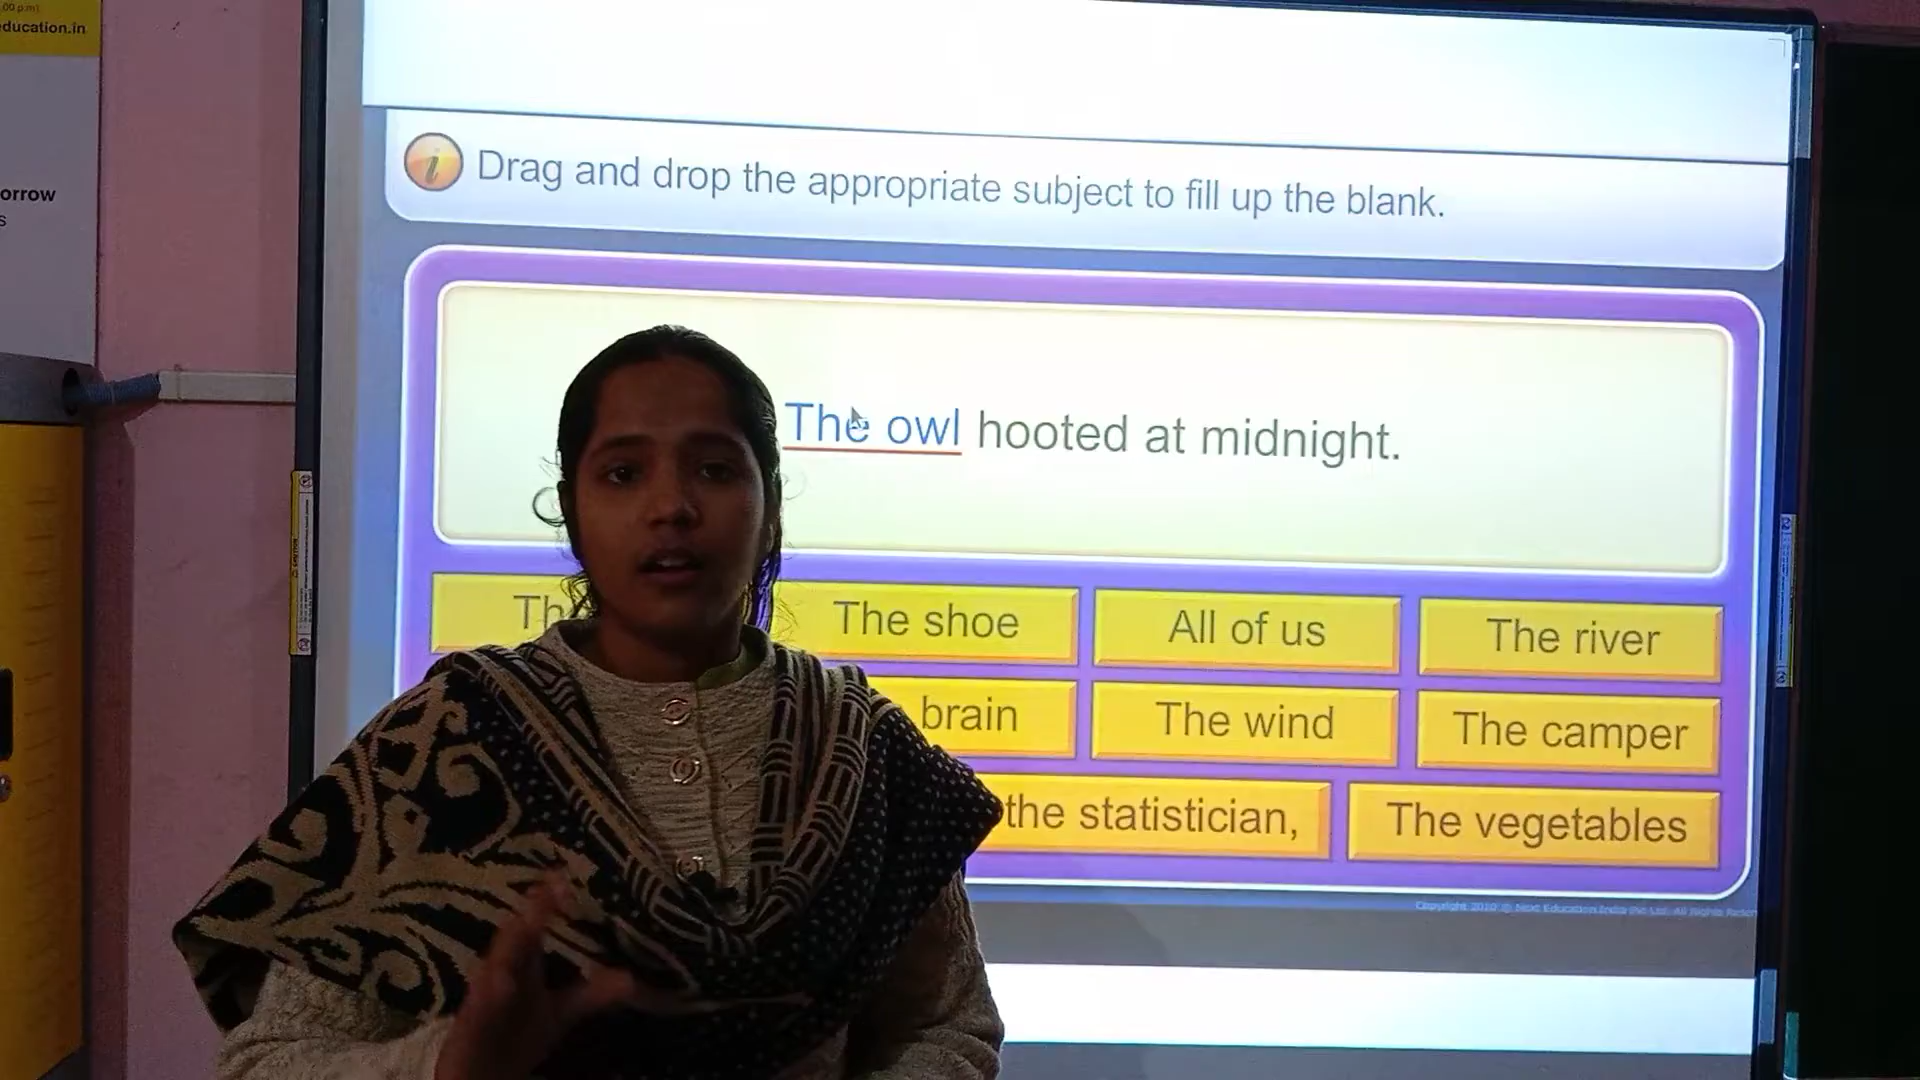 00 p.m)
education.in
orrow
s
Drag and drop the appropriate subject to fill up the blank.
The owl hooted at midnight.
The shoe
All of us
The river
brain
The wind
The camper
the statistician,
The vegetables